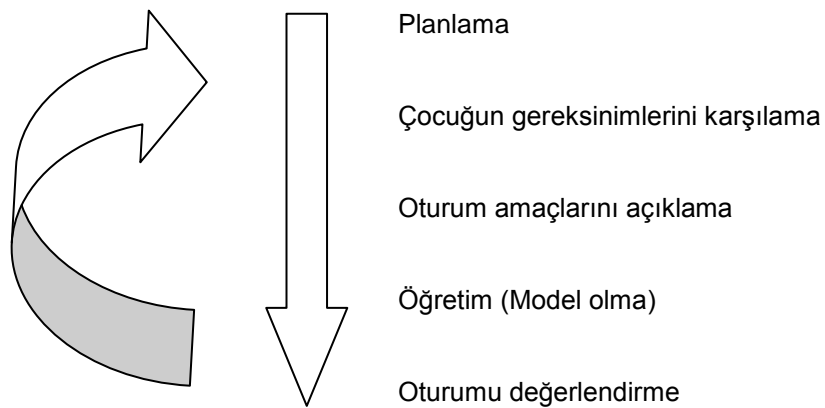 Planlama
Çocuğun gereksinimlerini karşılama
Oturum amaçlarını açıklama
Öğretim (Model olma)
Oturumu değerlendirme